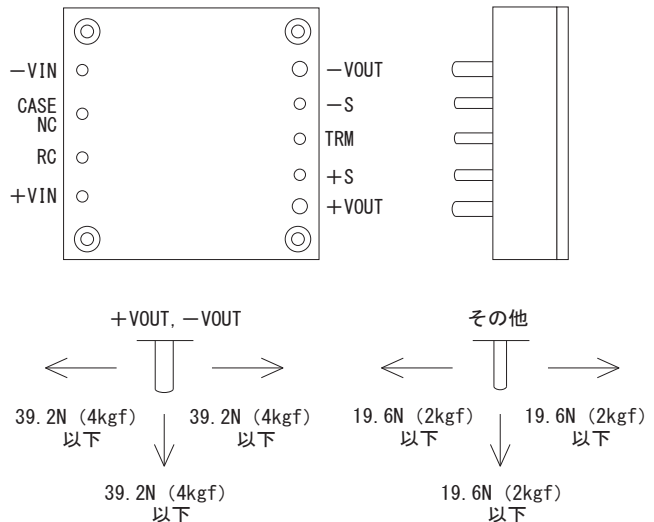 −VIN
CASE
NC
RC
+VIN
−VOUT
−S
TRM
+S
+VOUT
+VOUT, −VOUT
39.2N (4kgf)
以下
39.2N (4kgf)
以下
39.2N (4kgf)
以下
その他
19.6N (2kgf)
以下
19.6N (2kgf)
以下
19.6N (2kgf)
以下